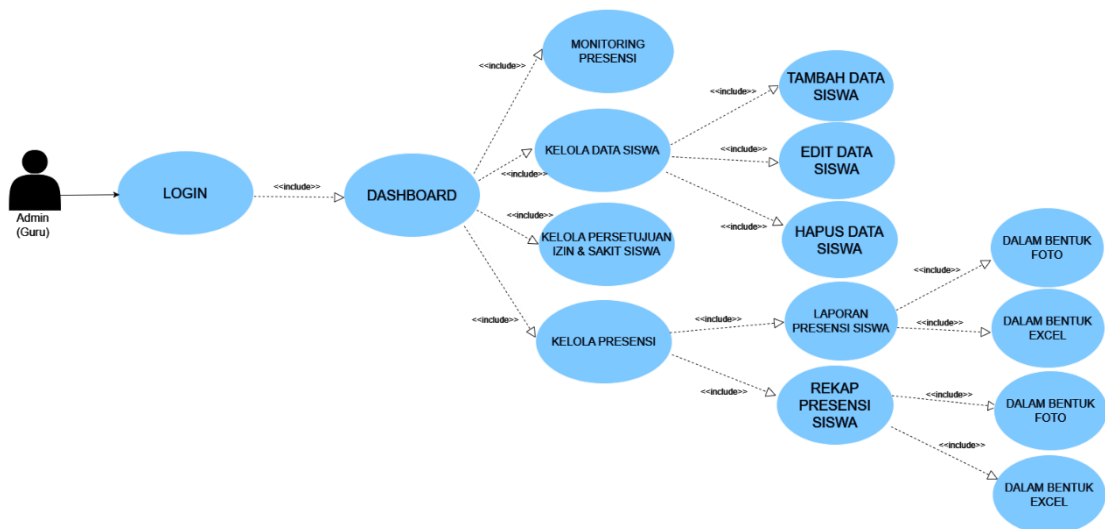 MONITORING
PRESENSI
<<include>>
TAMBAH DATA
SISWA
<<include>>
KELOLA DATA SISWA
<<include>>
EDIT DATA
SISWA
<<include>>
Admin
(Guru)
LOGIN
<<include>>
DASHBOARD
<<include>>
KELOLA PERSETUJUAN
IZIN & SAKIT SISWA
<<include>>
HAPUS DATA
SISWA
<<include>>
DALAM BENTUK
FOTO
<<include>>
KELOLA PRESENSI
<<include>>
LAPORAN
PRESENSI SISWA
<<include>>
DALAM BENTUK
EXCEL
<<include>>
REKAP
PRESENSI
SISWA
<<include>>
DALAM BENTUK
FOTO
<<include>>
DALAM BENTUK
EXCEL
<<include>>